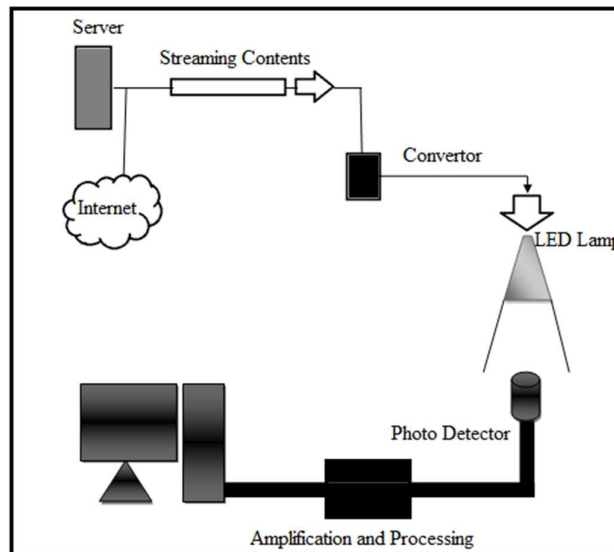 Server
Streaming Contents
Convertor
Internet
LED Lamp
Photo Detector
Amplification and Processing